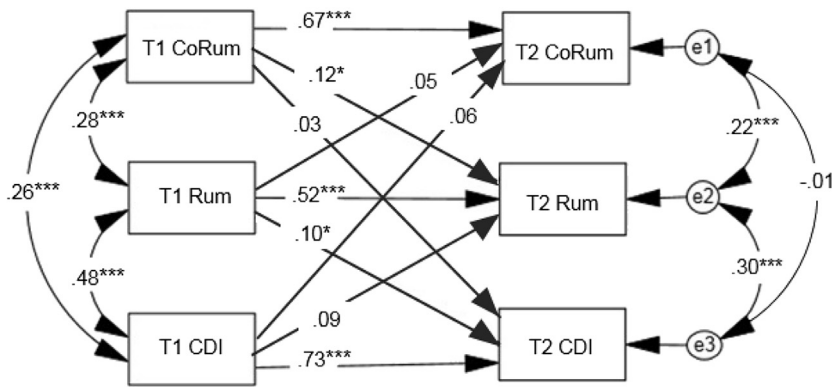 T1 CoRum
.67***
T2 CoRum
e1
.12*
.05
.28***
.03
.06
.22***
.26***
T1 Rum
.52***
T2 Rum
e2
-.01
.10*
.48***
.30***
.09
T1 CDI
.73***
T2 CDI
e3